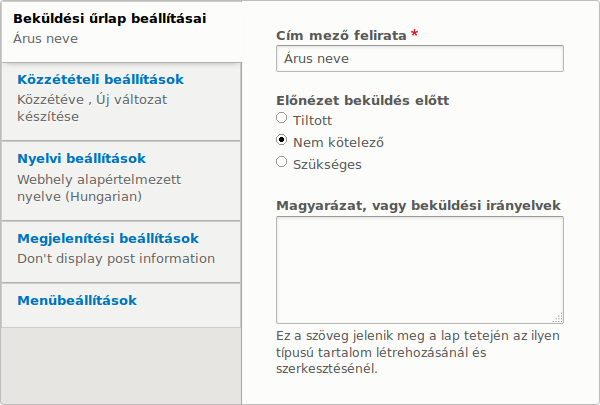 Beküldési űrlap beállításai
Árus neve
Közzétételi beállítások
Közzétéve , Új változat
készítése
Nyelvi beállítások
Webhely alapértelmezett
nyelve (Hungarian)
Megjelenítési beállítások
Don't display post information
Menübeállítások
Cím mező felirata *
Árus neve
Előnézet beküldés előtt
Tiltott
Nem kötelező
Szükséges
Magyarázat, vagy beküldési irányelvek
Ez a szöveg jelenik meg a lap tetején az ilyen
típusú tartalom létrehozásánál és
szerkesztésénél.